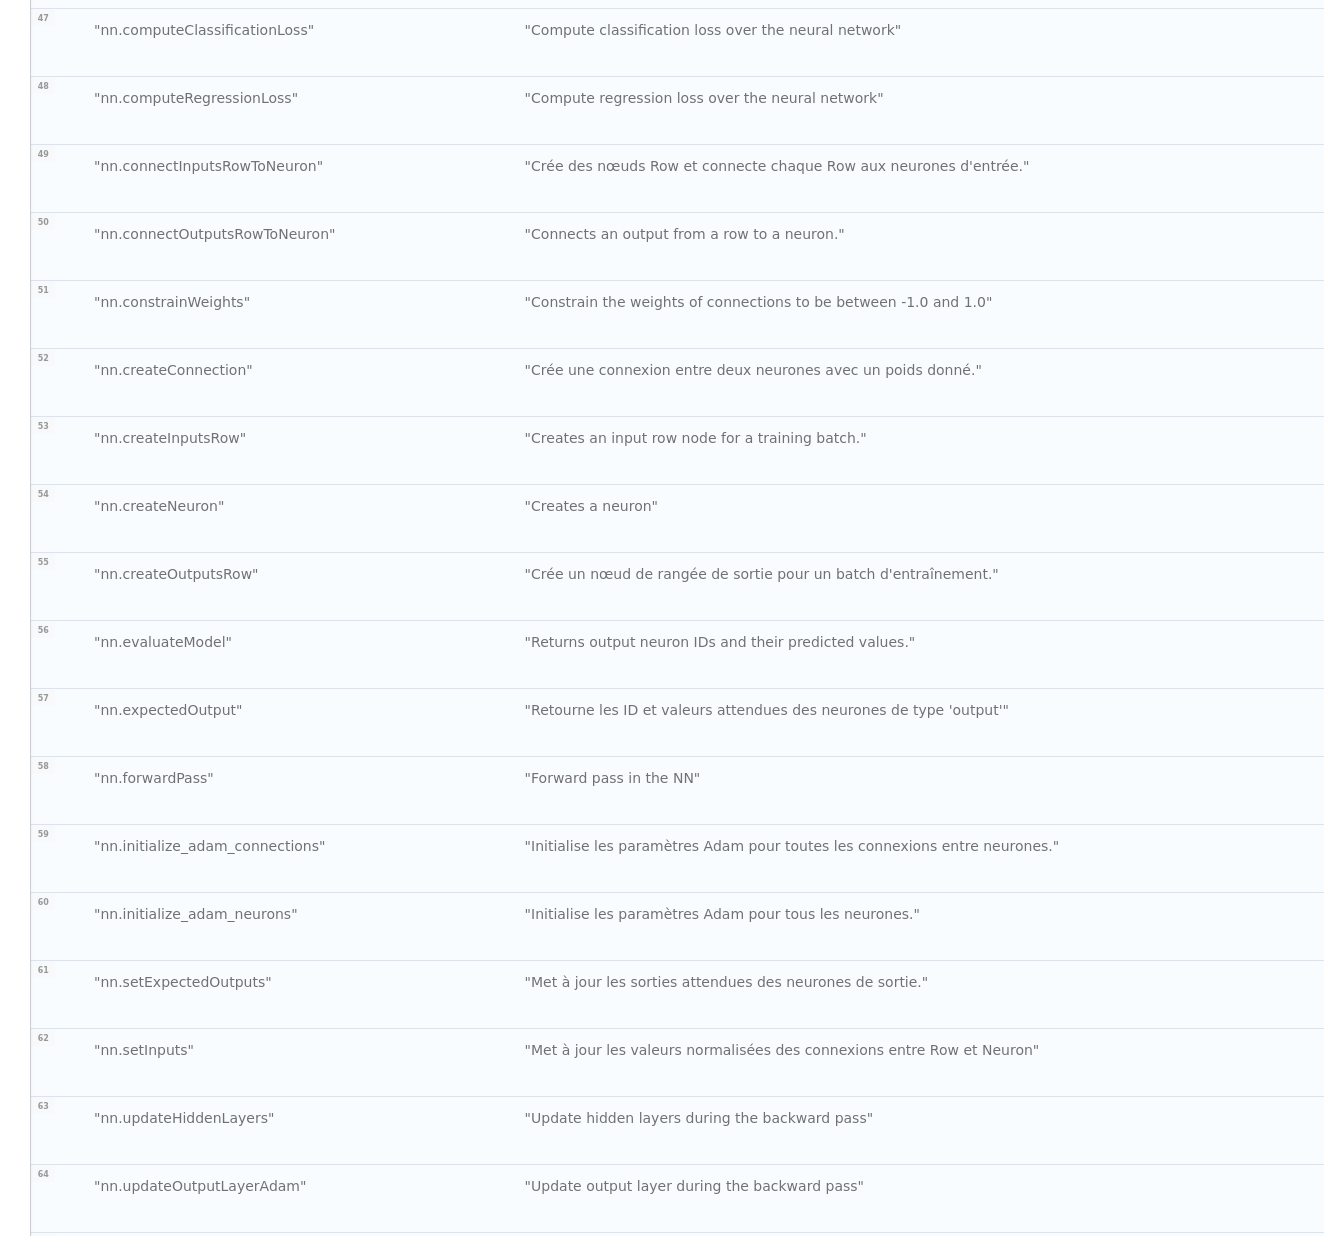 47
"nn.computeClassificationLoss" "Compute classification loss over the neural network"
48
"nn.computeRegressionLoss" "Compute regression loss over the neural network"
49
"nn.connectInputsRowToNeuron" "Crée des nœuds Row et connecte chaque Row aux neurones d'entrée."
50
"nn.connectOutputsRowToNeuron" "Connects an output from a row to a neuron."
51
"nn.constrainWeights" "Constrain the weights of connections to be between -1.0 and 1.0"
52
"nn.createConnection" "Crée une connexion entre deux neurones avec un poids donné."
53
"nn.createInputsRow" "Creates an input row node for a training batch."
54
"nn.createNeuron" "Creates a neuron"
55
"nn.createOutputsRow" "Crée un nœud de rangée de sortie pour un batch d'entraînement."
56
"nn.evaluateModel" "Returns output neuron IDs and their predicted values."
57
"nn.expectedOutput" "Retourne les ID et valeurs attendues des neurones de type 'output'"
58
"nn.forwardPass" "Forward pass in the NN"
59
"nn.initialize_adam_connections" "Initialise les paramètres Adam pour toutes les connexions entre neurones."
60
"nn.initialize_adam_neurons" "Initialise les paramètres Adam pour tous les neurones."
61
"nn.setExpectedOutputs" "Met à jour les sorties attendues des neurones de sortie."
62
"nn.setInputs" "Met à jour les valeurs normalisées des connexions entre Row et Neuron"
63
"nn.updateHiddenLayers" "Update hidden layers during the backward pass"
64
"nn.updateOutputLayerAdam" "Update output layer during the backward pass"